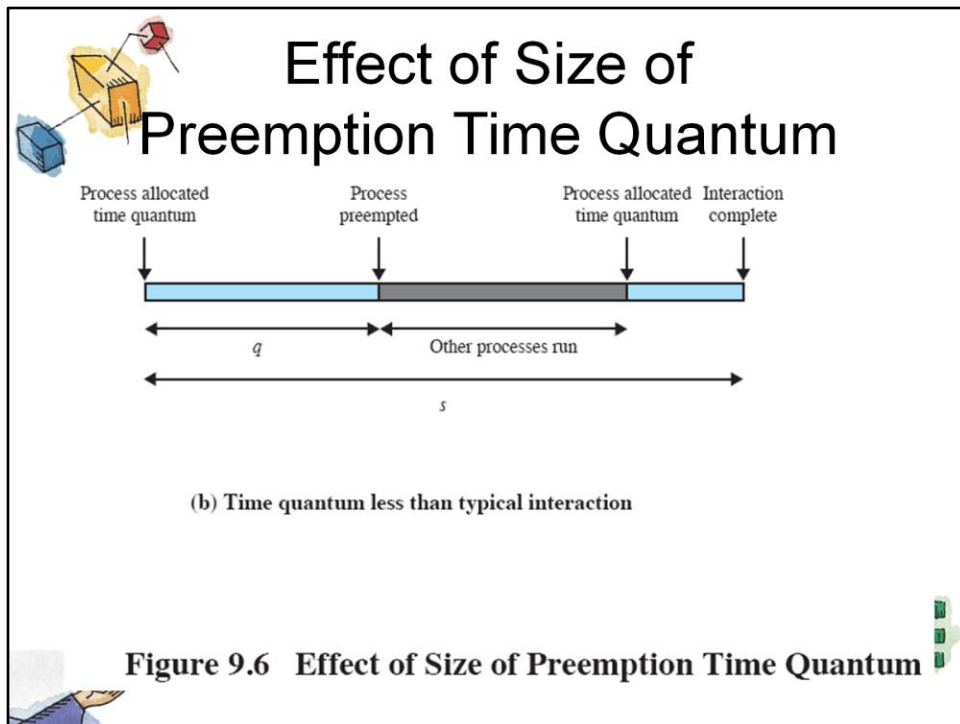 Effect of Size of
Preemption Time Quantum
Process allocated
time quantum
Process
preempted
Process allocated
time quantum
Interaction
complete
q
Other processes run
s
(b) Time quantum less than typical interaction
Figure 9.6 Effect of Size of Preemption Time Quantum